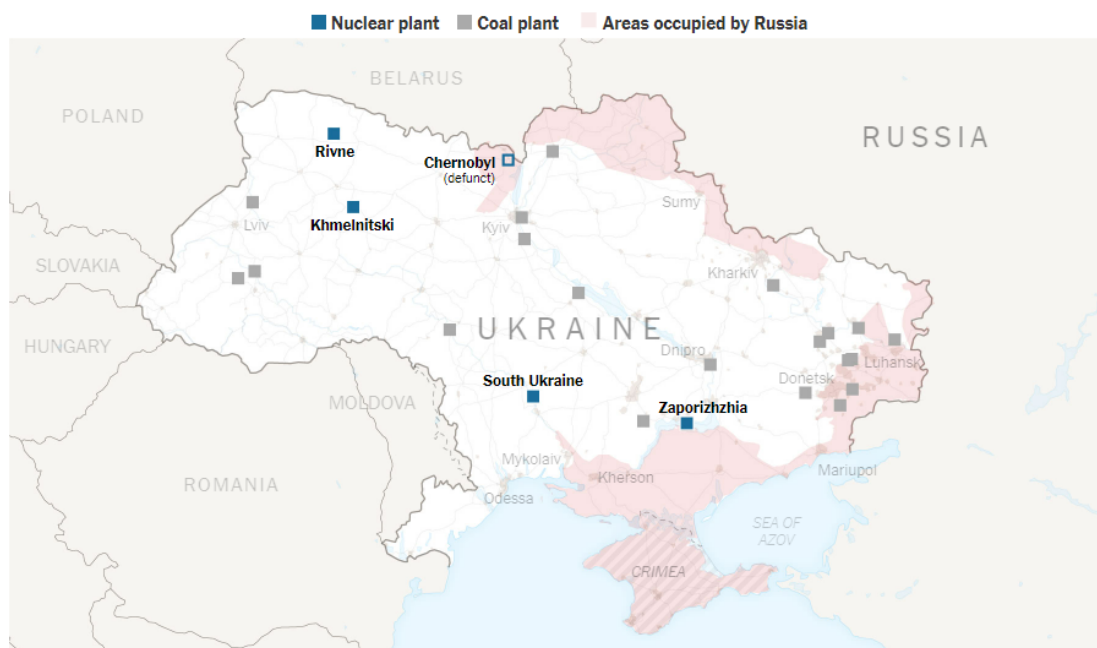 Nuclear plant Coal plant Areas occupied by Russia
BELARUS
POLAND
RUSSIA
Rivne
Chernobyl
(defunct)
Sumy
Lviv
Khmelnitski
Kyiv
SLOVAKIA
Kharkiv
UKRAINE
HUNGARY
Dnipro
Luhansk
South Ukraine
Donetsk
MOLDOVA
Zaporizhzhia
Mykolaiv
Kherson
Mariupol
ROMANIA
Odessa
SEA OF
AZOV
CRIMEA